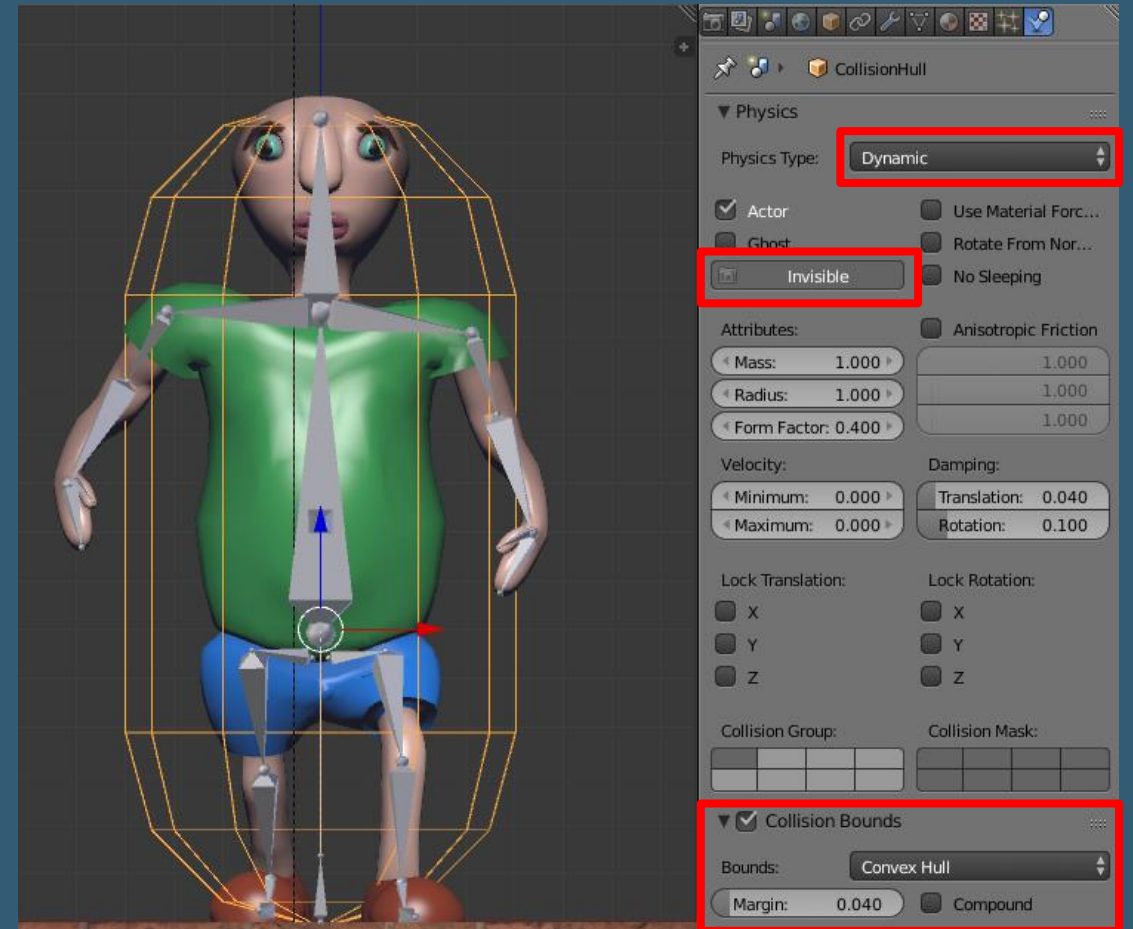 CollisionHull
Physics
Physics Type: Dynamic
Actor Use Material Forc...
Ghost Rotate From Nor...
Invisible No Sleeping
Attributes: Anisotropic Friction
Mass: 1.000 1.000
Radius: 1.000 1.000
Form Factor: 0.400 1.000
Velocity: Damping:
Minimum: 0.000 Translation: 0.040
Maximum: 0.000 Rotation: 0.100
Lock Translation: Lock Rotation:
X X
Y Y
Z Z
Collision Group: Collision Mask:
Collision Bounds
Bounds: Convex Hull
Margin: 0.040 Compound